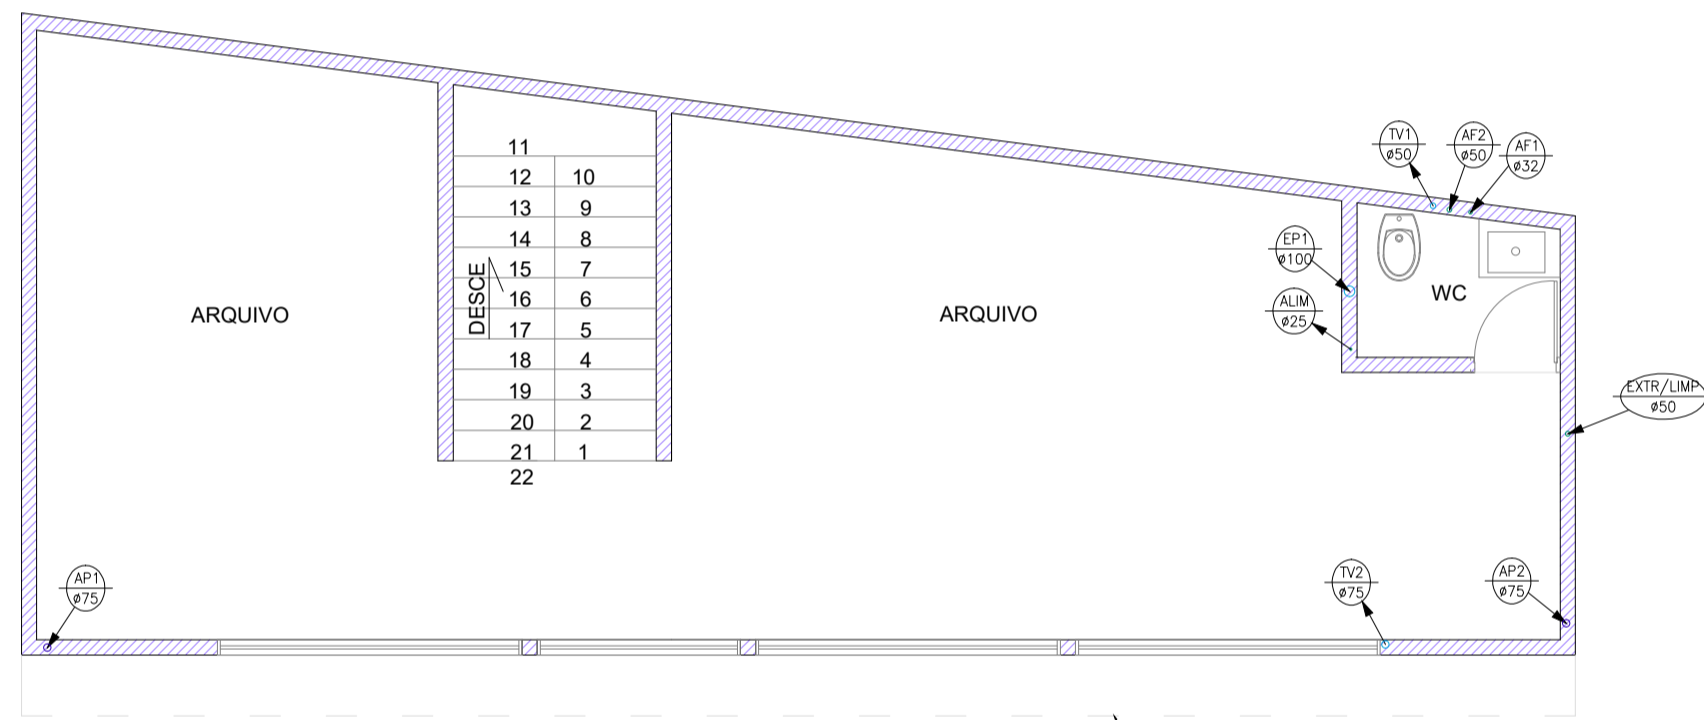 TV1
ø50
AF2
ø50
AF1
ø32
11
12 10
13 9
14 8
15 7
16 6
17 5
18 4
19 3
20 2
21 1
22
DESCE
ARQUIVO
ARQUIVO
EP1
ø100
ALIM
ø25
WC
EXTR/LIMP
ø50
AP1
ø75
TV2
ø75
AP2
ø75